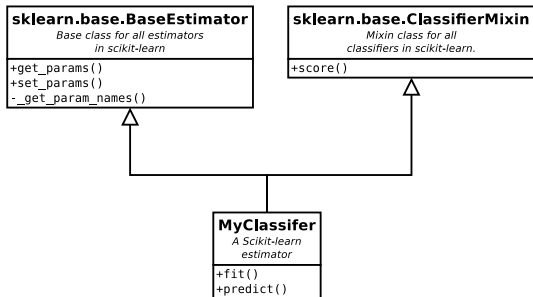 sklearn.base.BaseEstimator
Base class for all estimators
in scikit-learn
+get_params()
+set_params()
-_get_param_names()
sklearn.base.ClassifierMixin
Mixin class for all
classifiers in scikit-learn.
+score()
MyClassifer
A Scikit-learn
estimator
+fit()
+predict()